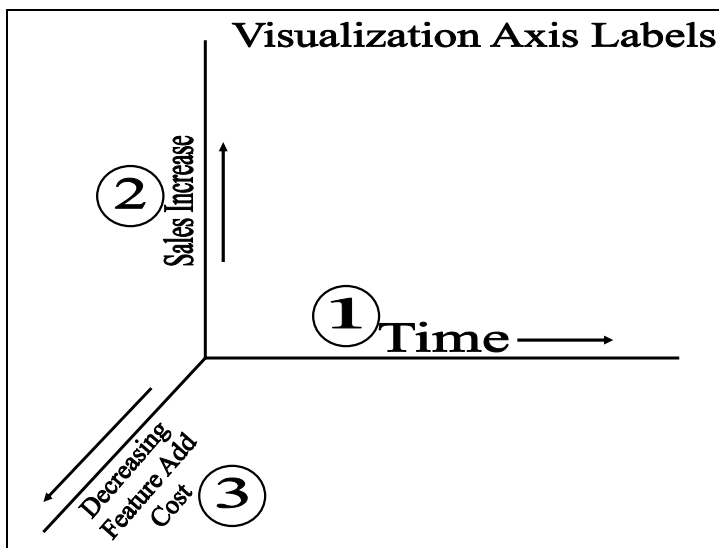 Visualization Axis Labels
2
Sales Increase
1
Time
Decreasing
Feature Add
Cost
3